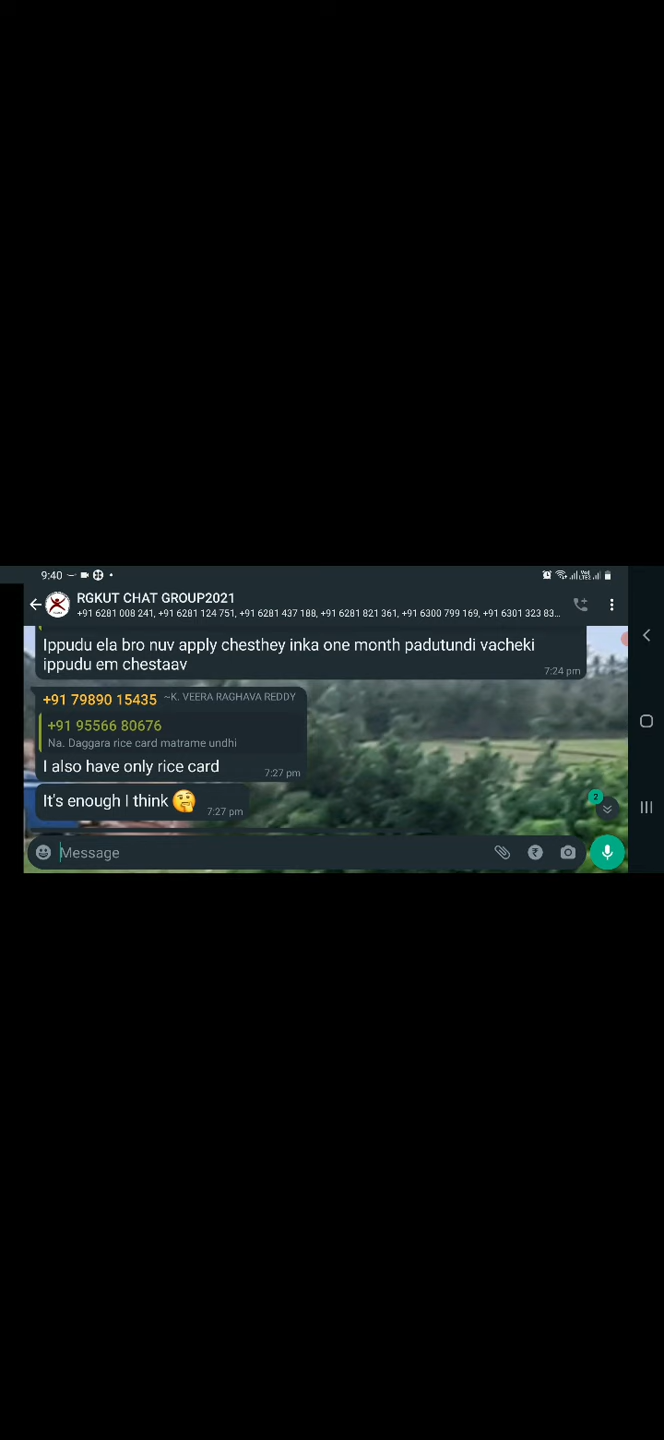 9:40
RGKUT CHAT GROUP2021
+91 6281 008 241, +91 6281 124 751, +91 6281 437 188, +91 6281 821 361, +91 6300 799 169, +91 6301 323 83...
Ippudu ela bro nuv apply chesthey inka one month padutundi vacheki
ippudu em chestaav
7:24 pm
+91 79890 15435 ~K. VEERA RAGHAVA REDDY
+91 95566 80676
Na. Daggara rice card matrame undhi
I also have only rice card
7:27 pm
It's enough I think 🤔
7:27 pm
2
Message